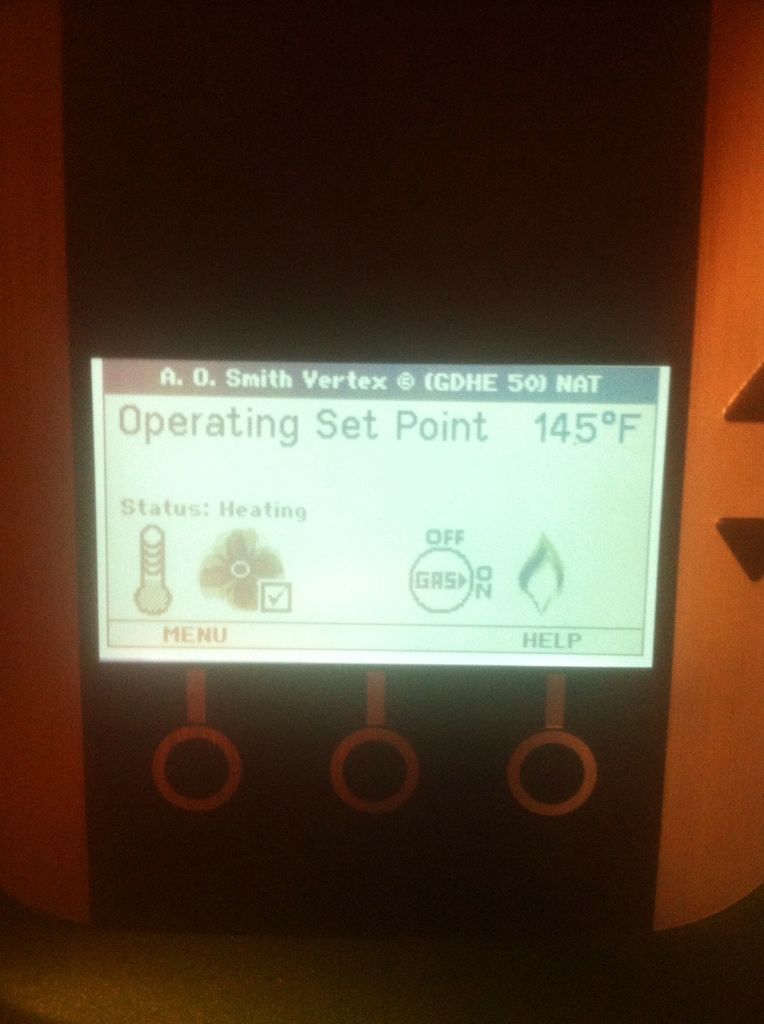 A. O. Smith Vertex © (GDHE 50) NAT
Operating Set Point 145°F
Status: Heating
OFF
GAS ON
MENU HELP